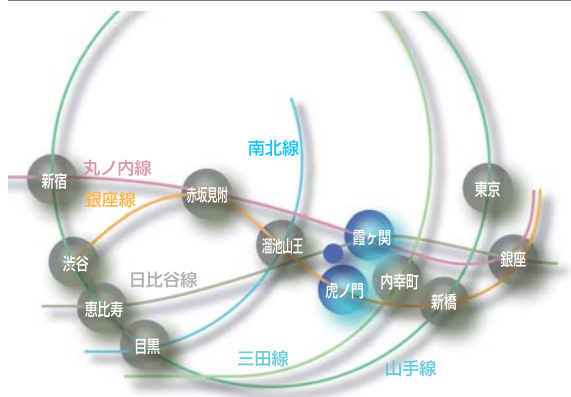 南北線
丸ノ内線
新宿
赤坂見附
東京
銀座線
霞ヶ関
溜池山王
渋谷
銀座
日比谷線
内幸町
虎ノ門
恵比寿
新橋
目黒
三田線
山手線